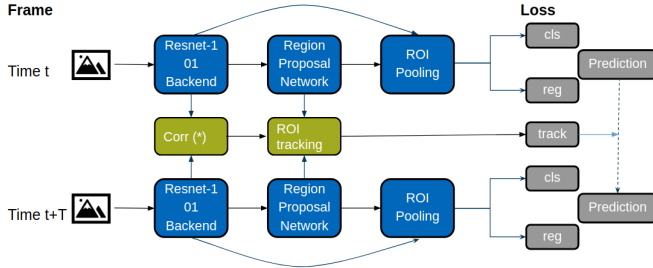 Frame
Loss
Time t
Resnet-1
01
Backend
Region
Proposal
Network
ROI
Pooling
cls
reg
Prediction
Corr (*)
ROI
tracking
track
Time t+T
Resnet-1
01
Backend
Region
Proposal
Network
ROI
Pooling
cls
reg
Prediction